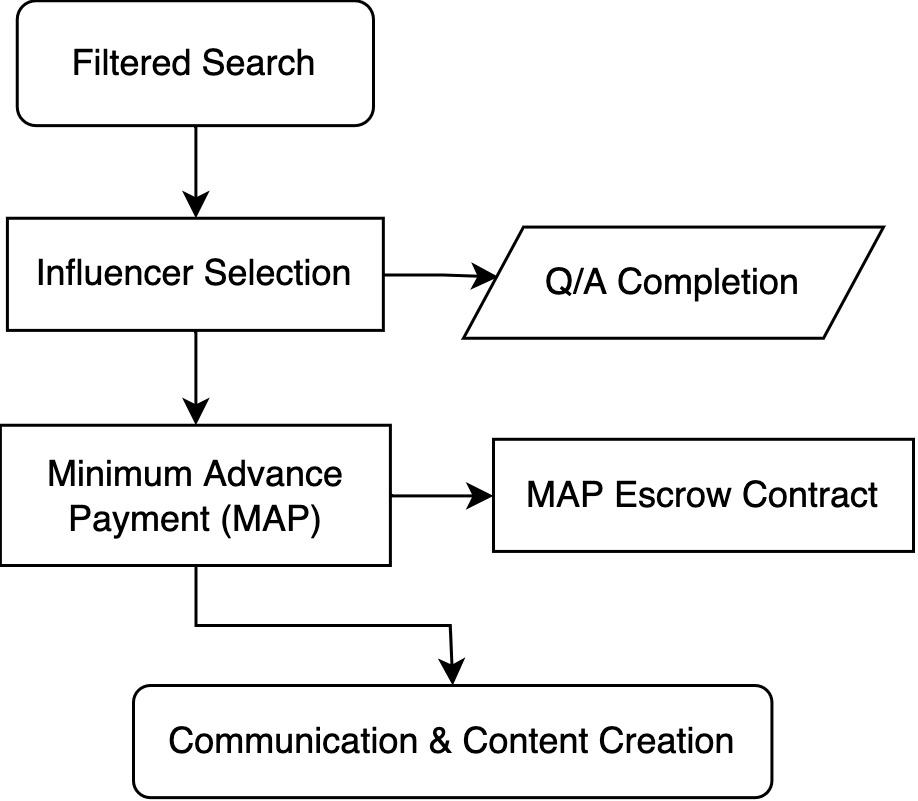 Filtered Search
Influencer Selection
Q/A Completion
Minimum Advance
Payment (MAP)
MAP Escrow Contract
Communication & Content Creation